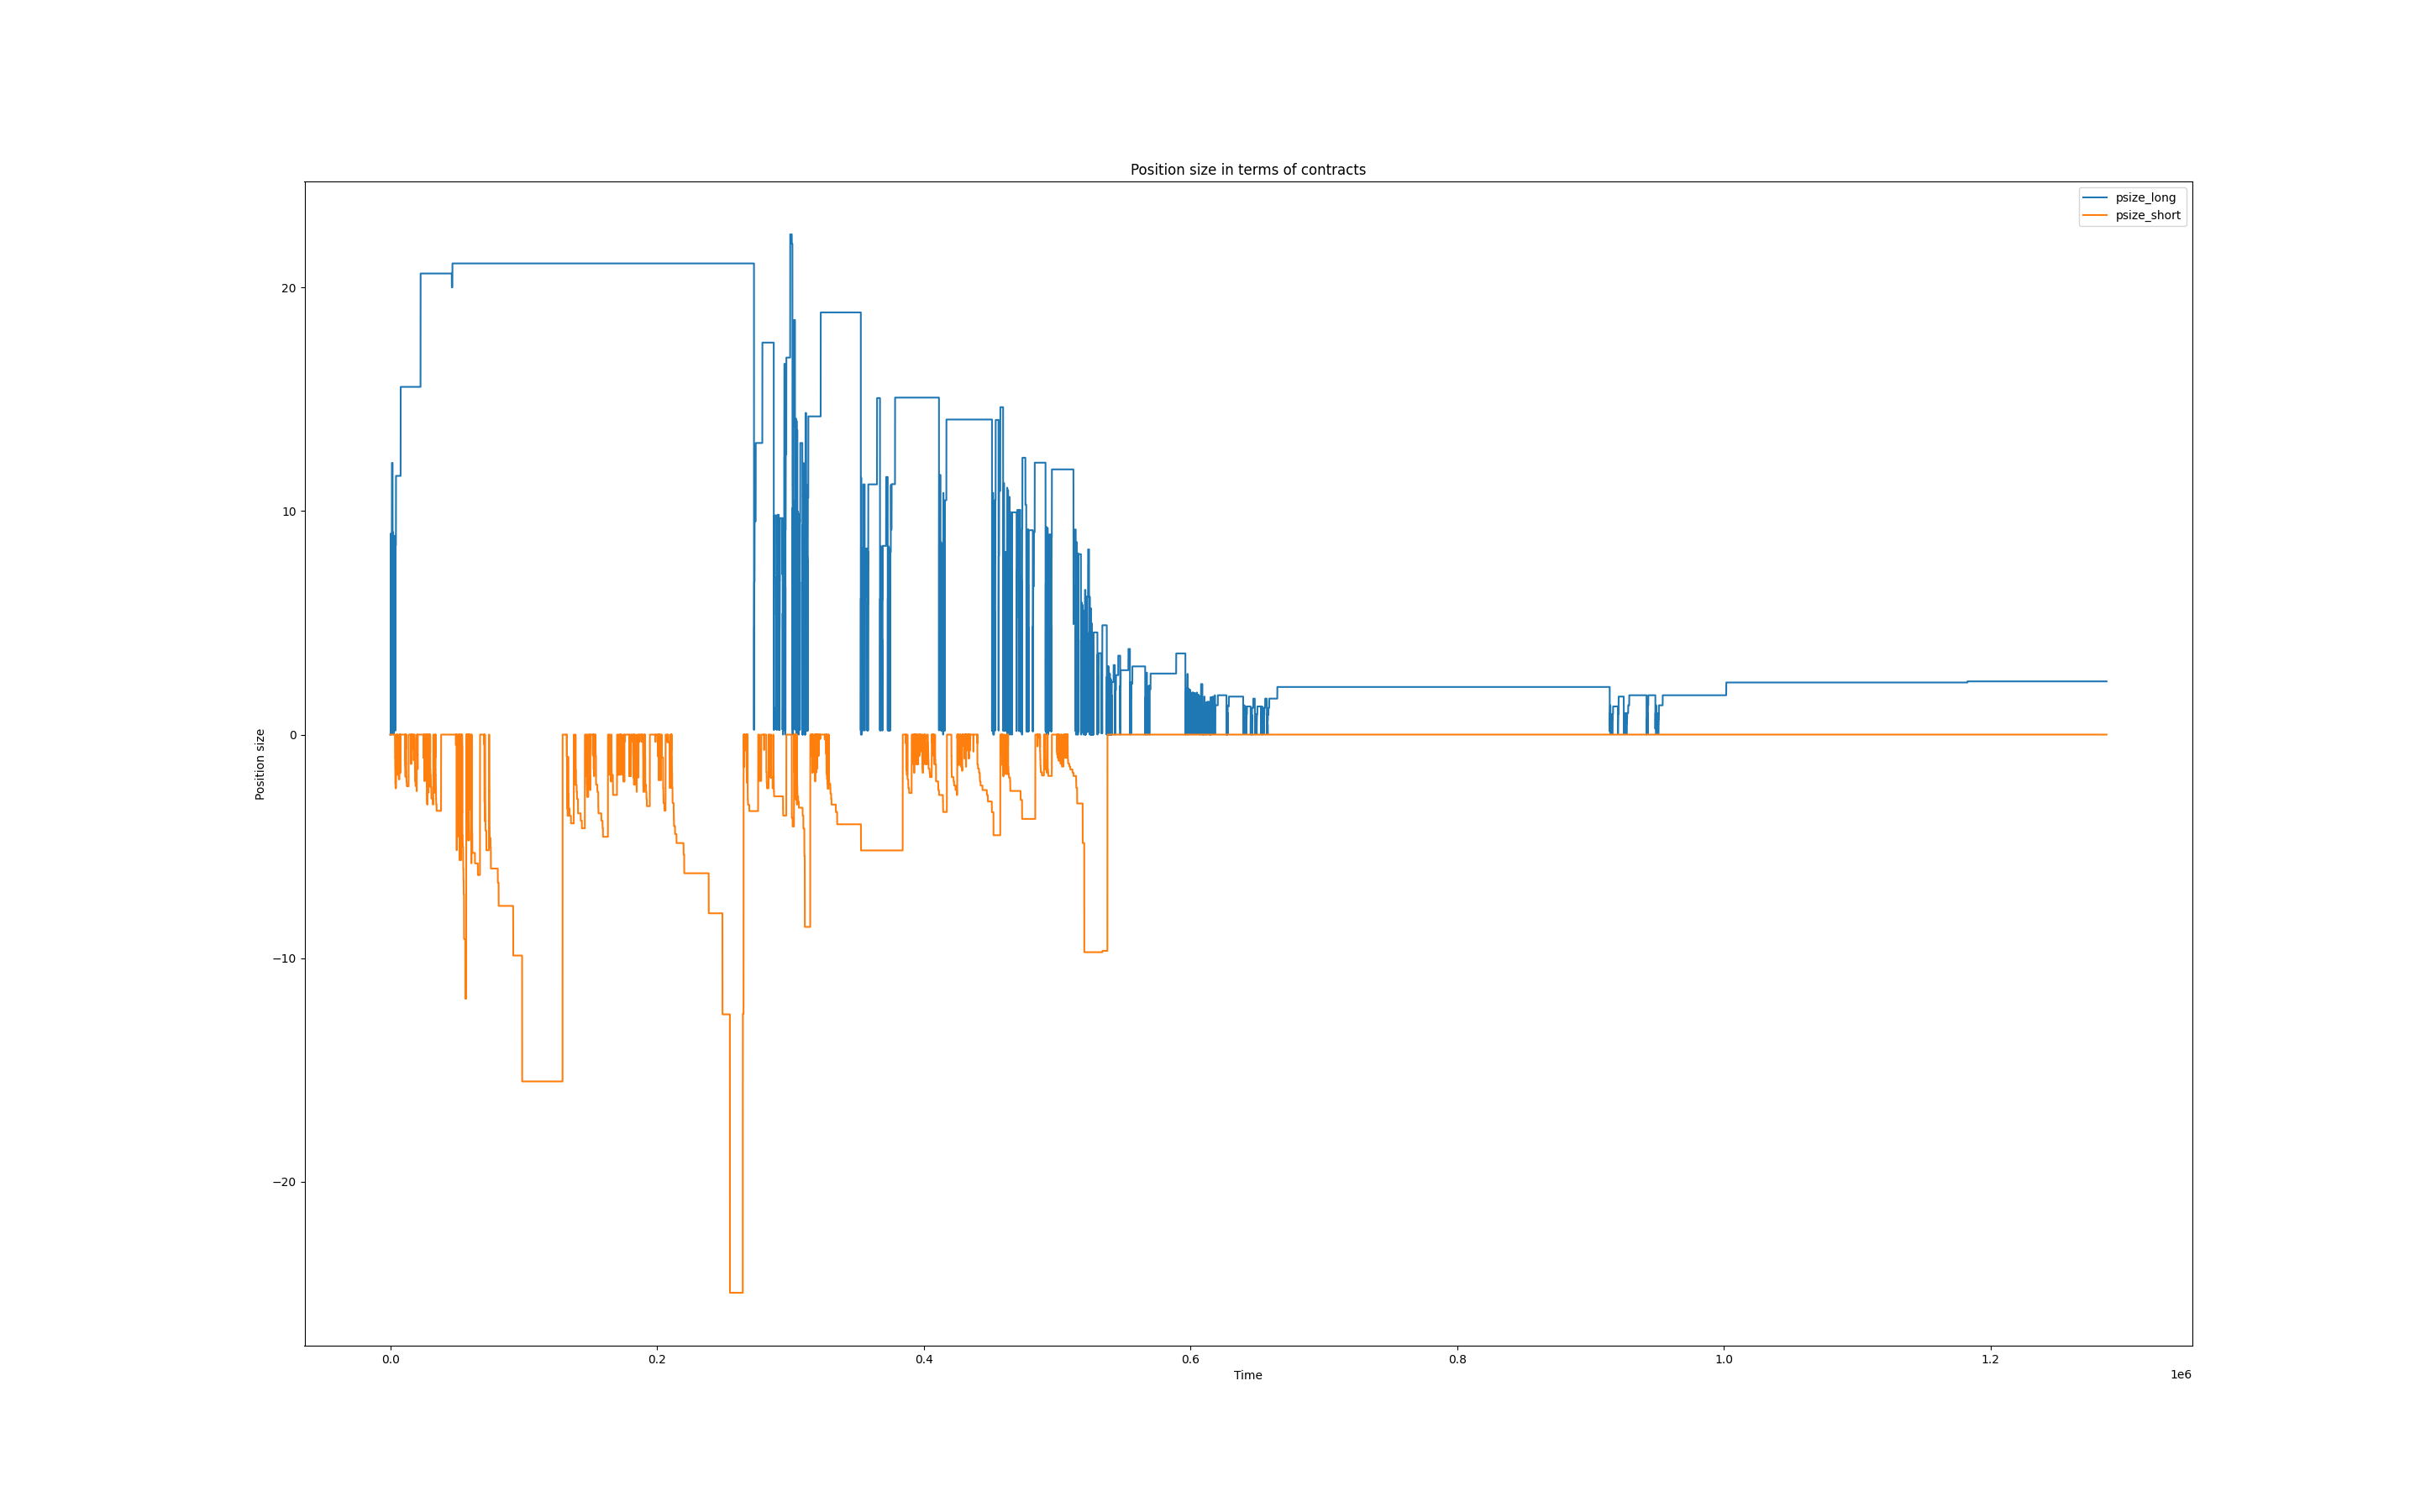 Position size in terms of contracts
psize_long
psize_short
20
10
0
−10
−20
Position size
0.0 0.2 0.4 0.6 0.8 1.0 1.2
Time
1e6